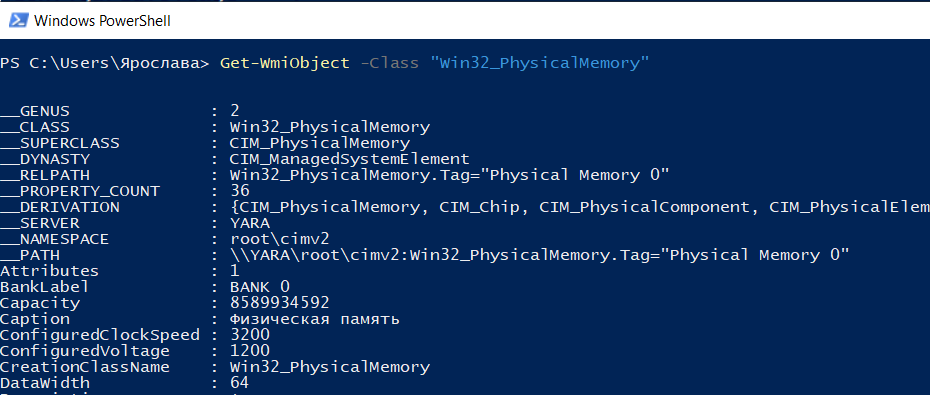 Windows PowerShell
PS C:\Users\Ярослава> Get-WmiObject -Class "Win32_PhysicalMemory"
__GENUS : 2
__CLASS : Win32_PhysicalMemory
__SUPERCLASS : CIM_PhysicalMemory
__DYNASTY : CIM_ManagedSystemElement
__RELPATH : Win32_PhysicalMemory.Tag="Physical Memory 0"
__PROPERTY_COUNT : 36
__DERIVATION : {CIM_PhysicalMemory, CIM_Chip, CIM_PhysicalComponent, CIM_PhysicalElem
__SERVER : YARA
__NAMESPACE : root\cimv2
__PATH : \\YARA\root\cimv2:Win32_PhysicalMemory.Tag="Physical Memory 0"
Attributes : 1
BankLabel : BANK 0
Capacity : 8589934592
Caption : Физическая память
ConfiguredClockSpeed : 3200
ConfiguredVoltage : 1200
CreationClassName : Win32_PhysicalMemory
DataWidth : 64